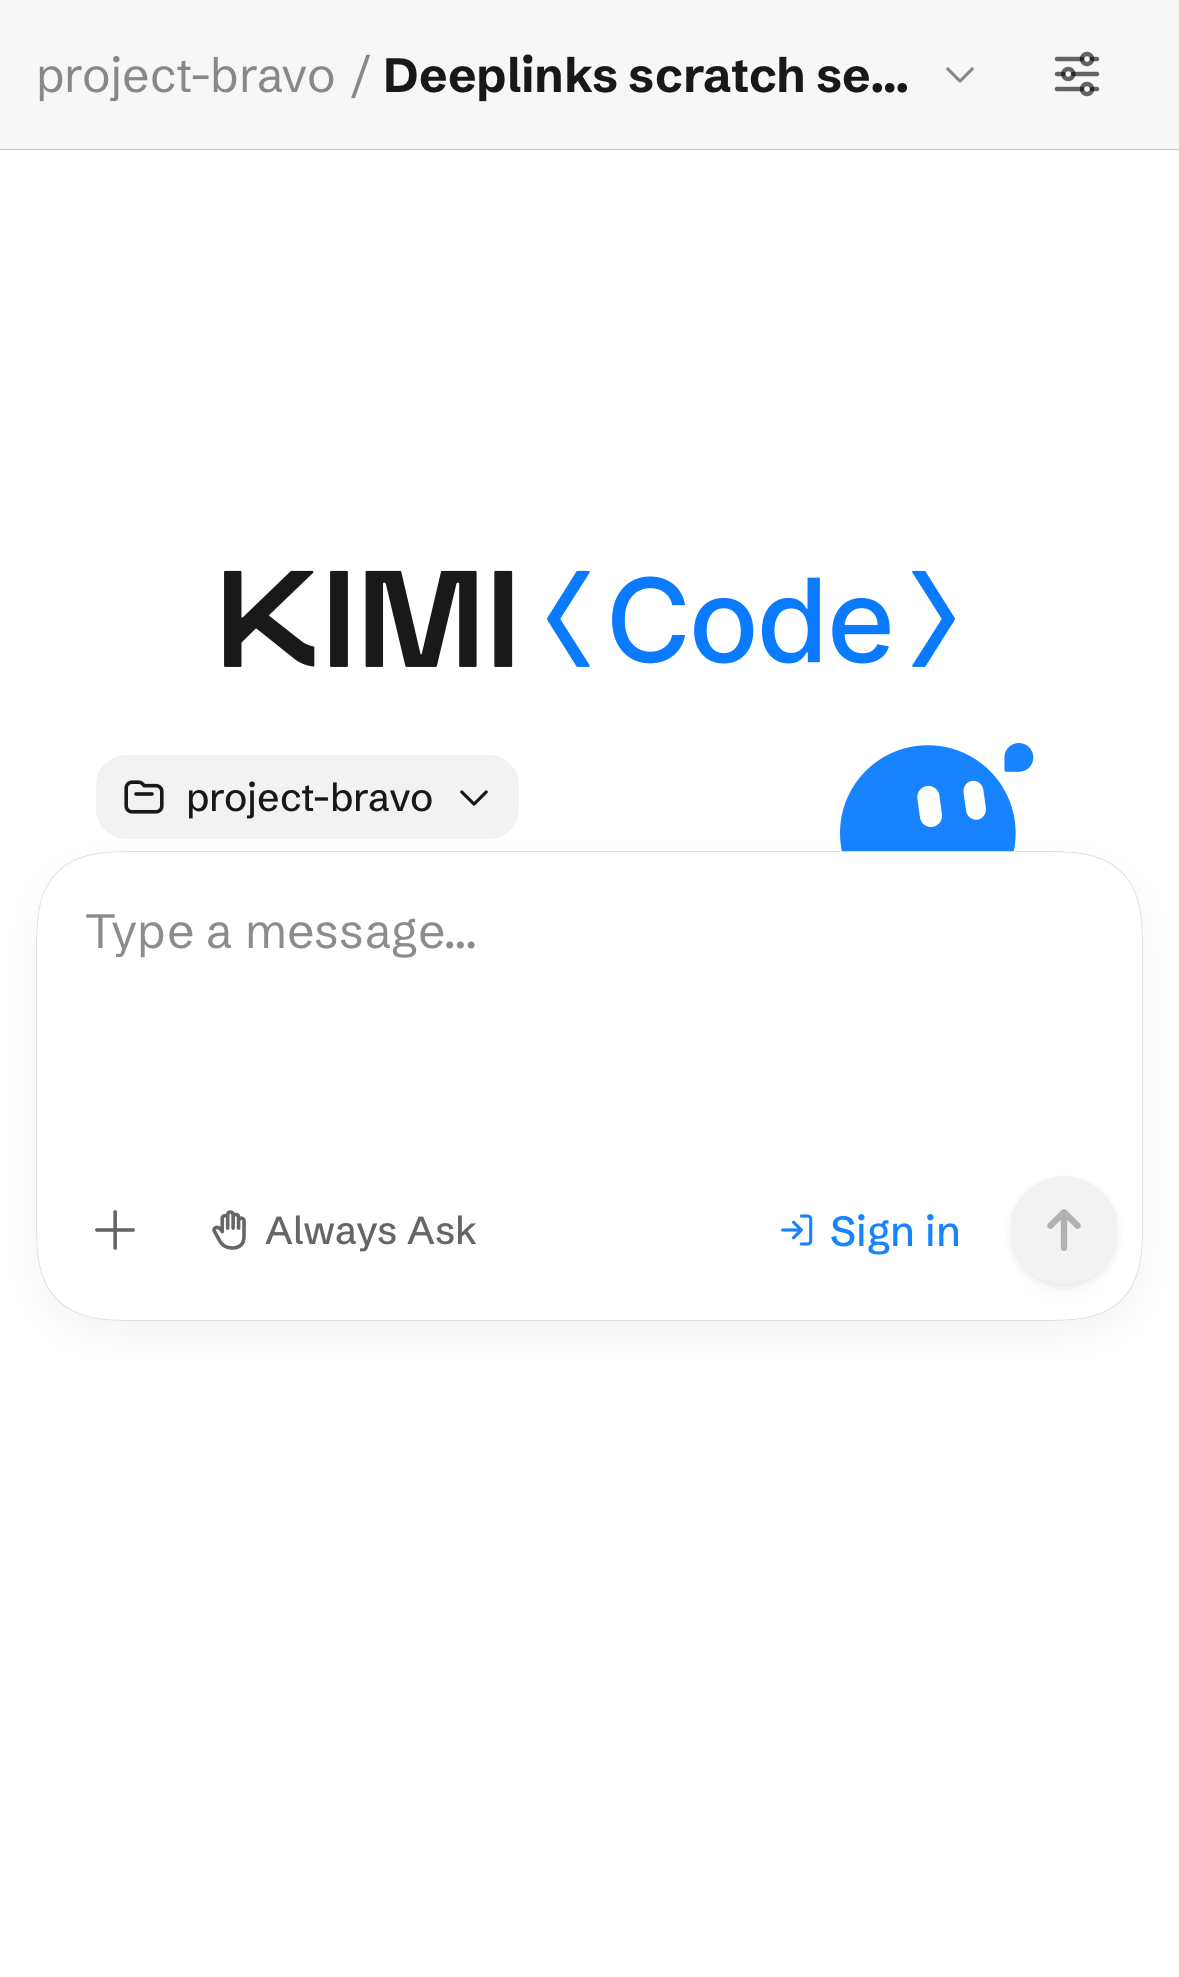 project-bravo / Deeplinks scratch se...
KIMI〈Code〉
project-bravo
Type a message...
Always Ask
Sign in